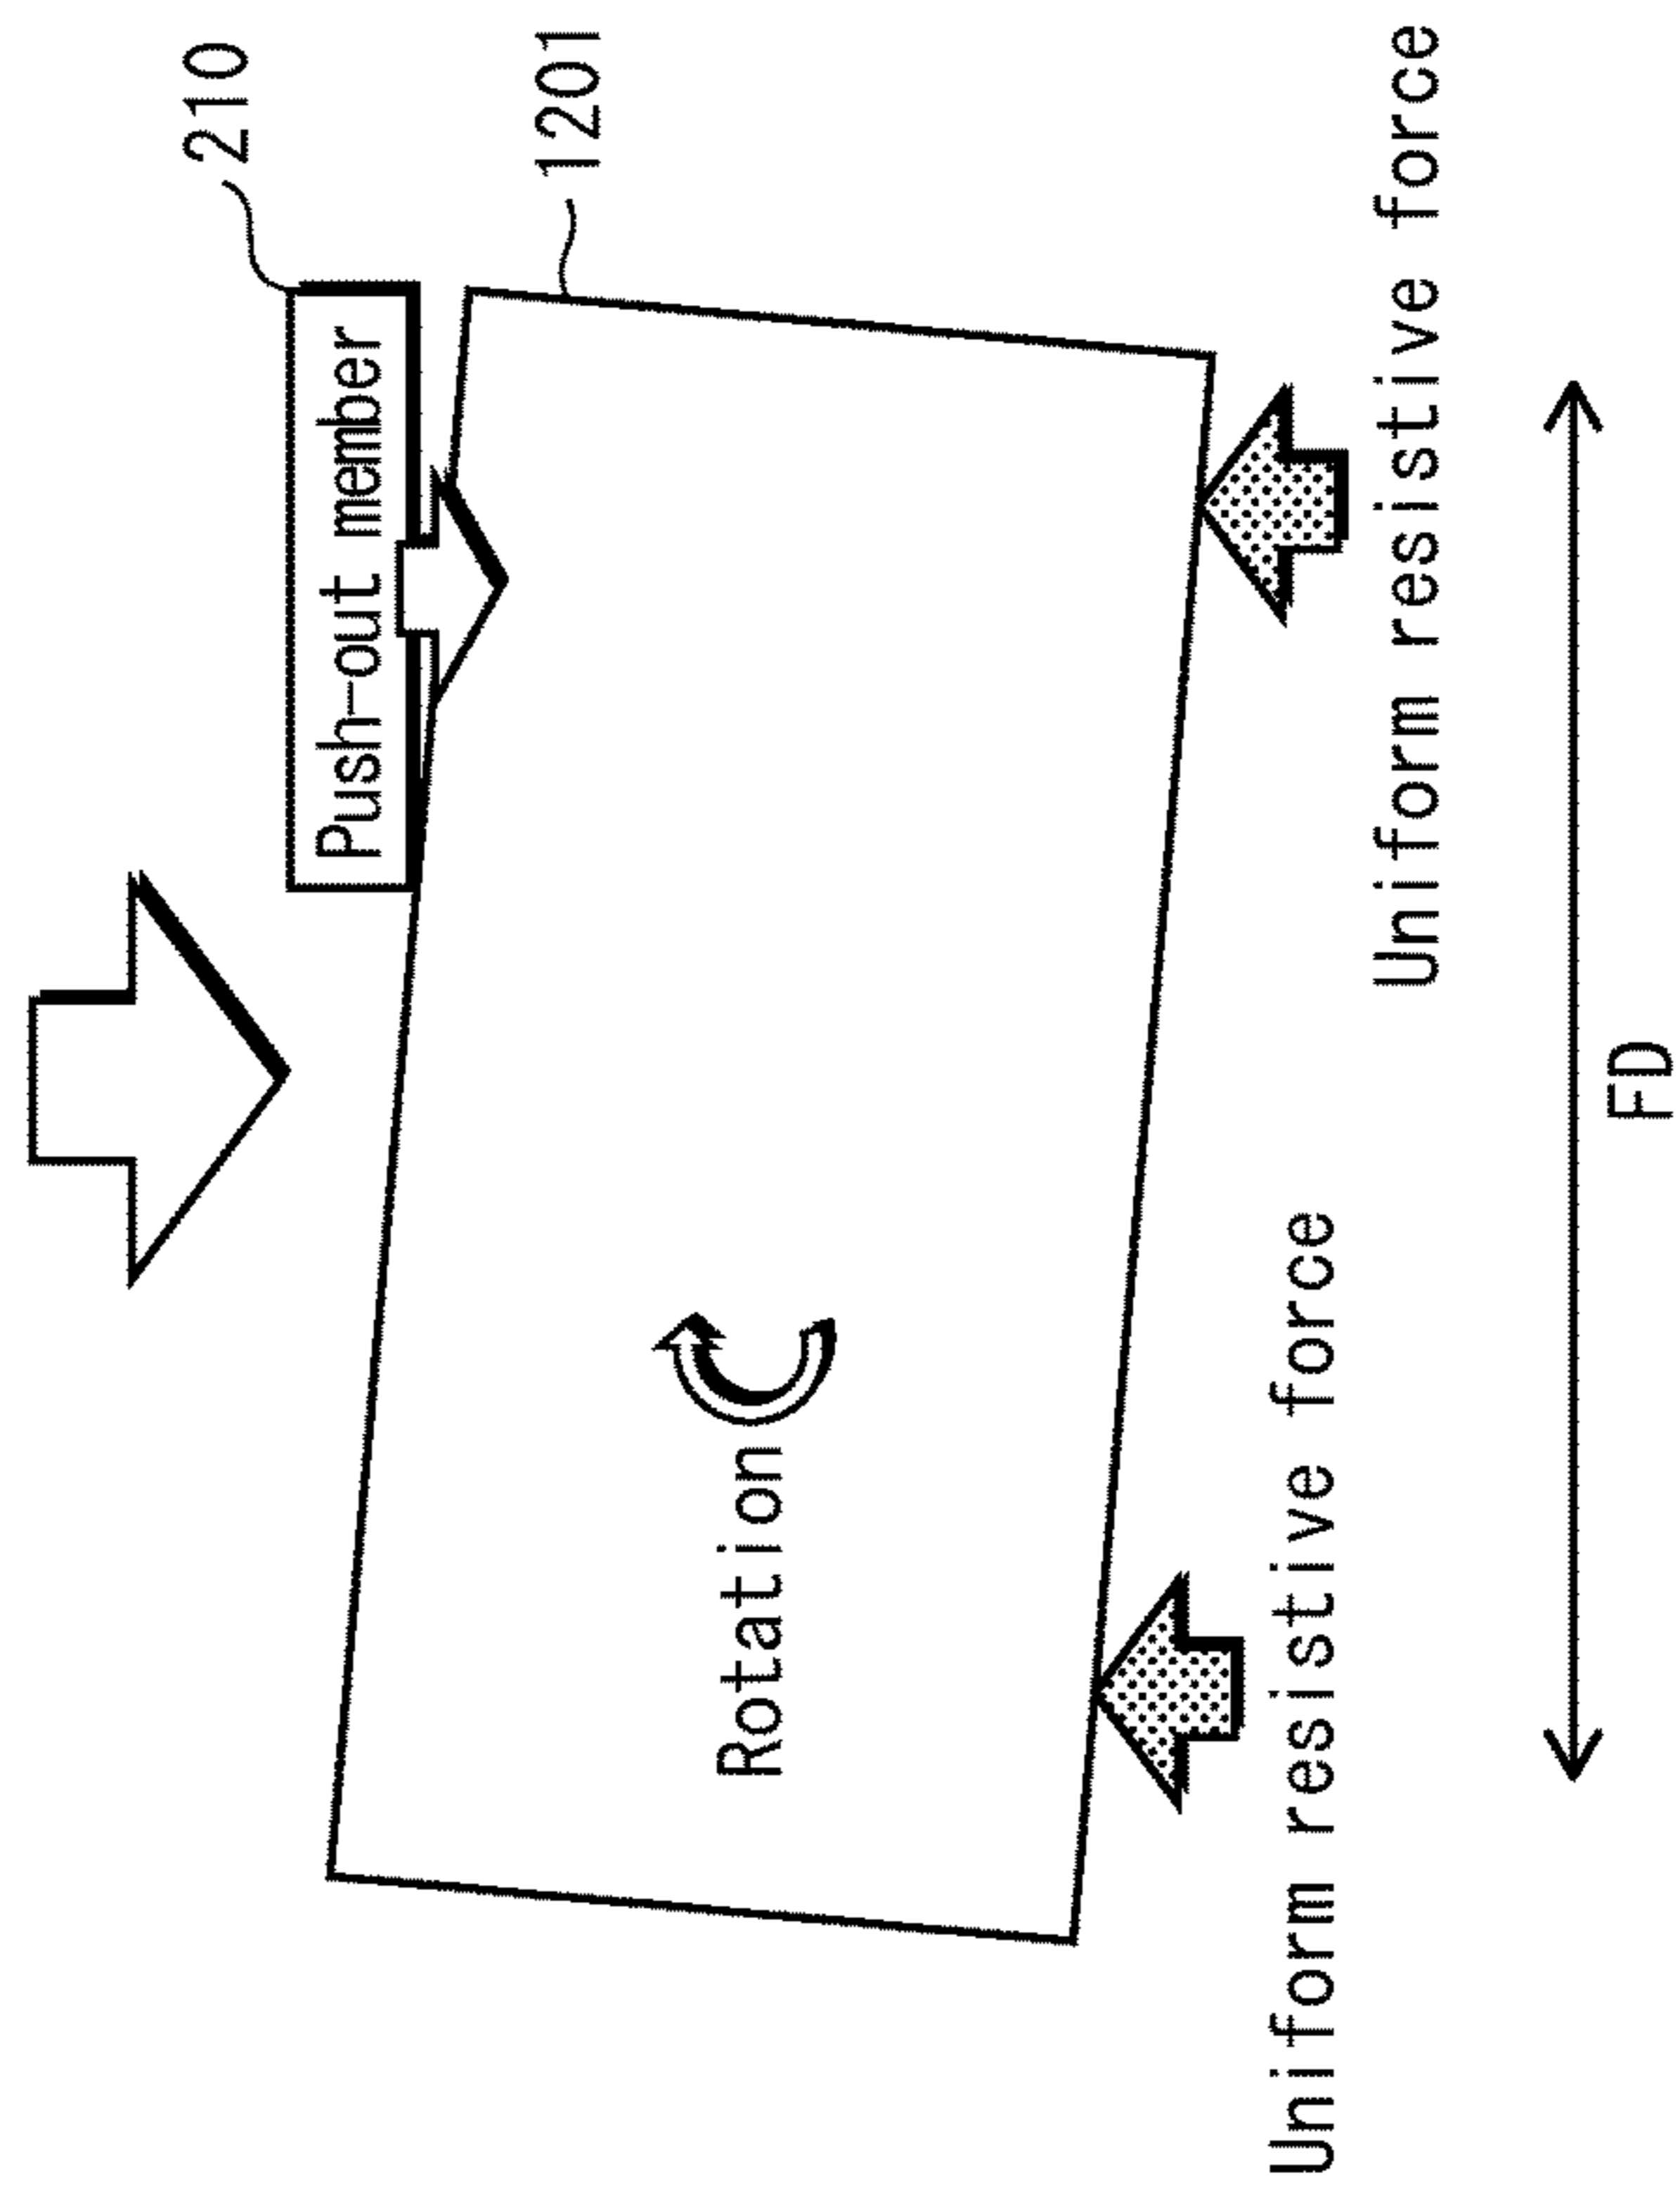 210
Push-out member
1201
Rotation
Uniform resistive force
Uniform resistive force
FD